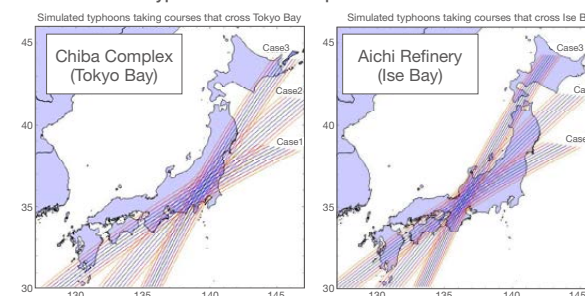 Simulated typhoons taking courses that cross Tokyo Bay
Chiba Complex
(Tokyo Bay)
Case3
Case2
Case1
45
40
35
30
130
135
140
145
Simulated typhoons taking courses that cross Ise B
Aichi Refinery
(Ise Bay)
Case3
Ca
Case
45
40
35
30
130
135
140
145